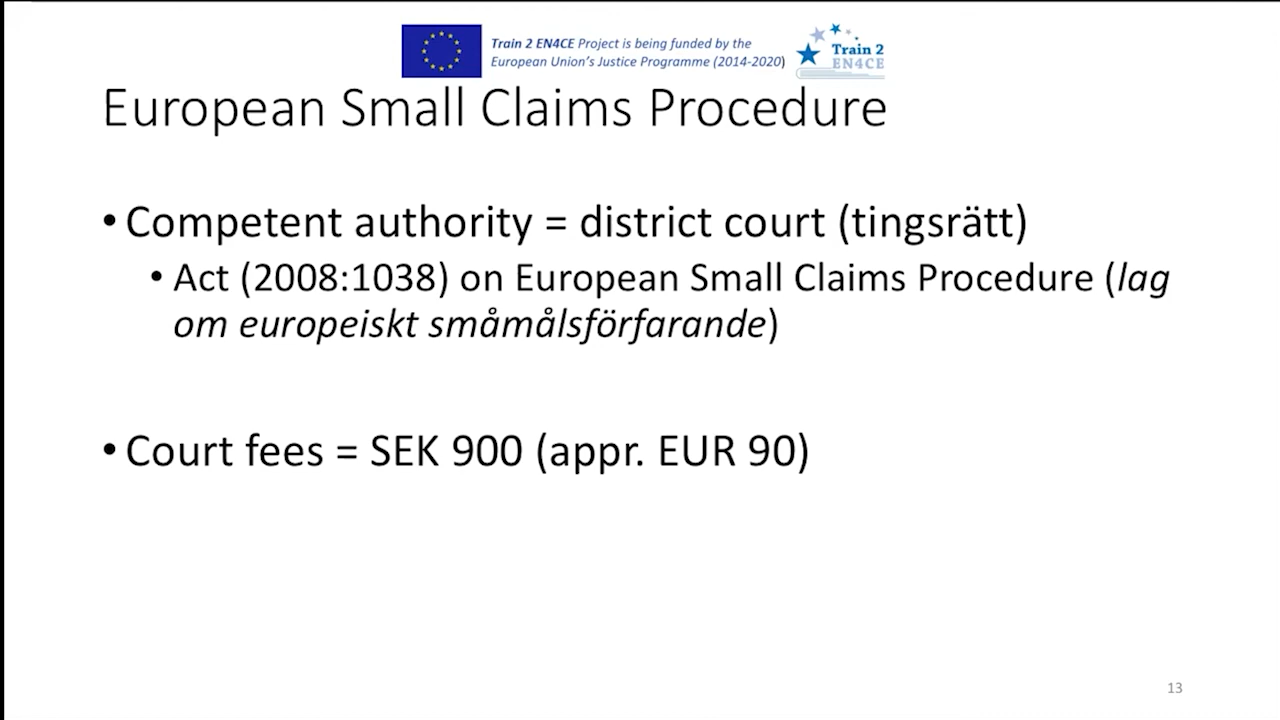 Train 2 EN4CE Project is being funded by the
European Union's Justice Programme (2014-2020)
Train 2
EN4CE
European Small Claims Procedure
• Competent authority = district court (tingsrätt)
• Act (2008:1038) on European Small Claims Procedure (lag
om europeiskt småmålsförfarande)
• Court fees = SEK 900 (appr. EUR 90)
13